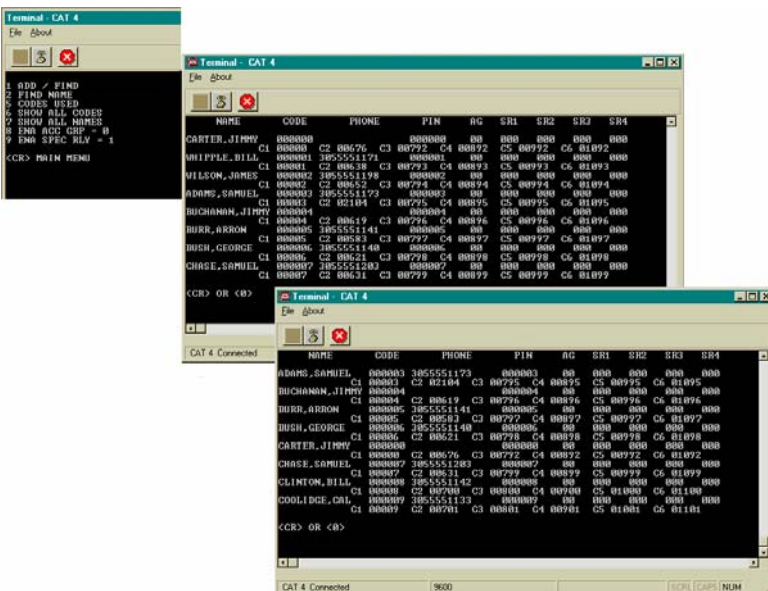 Terminal - CAT 4
File About
1 ADD / FIND
2 FIND NAME
5 CODES USED
6 SHOW ALL CODES
7 SHOW ALL NAMES
8 ENA ACC GRP = 0
9 ENA SPEC RLY = 1
<CR> MAIN MENU
Terminal - CAT 4
File About
NAME CODE PHONE PIN AG SR1 SR2 SR3 SR4
CARTER,JIMMY 000000 000000 00 000 000 000 000
C1 00000 C2 00676 C3 00792 C4 00892 C5 00992 C6 01092
WHIPPLE,BILL 000001 3055551171 000001 00 000 000 000 000
C1 00001 C2 00638 C3 00793 C4 00893 C5 00993 C6 01093
WILSON,JAMES 000002 3055551198 000002 00 000 000 000 000
C1 00002 C2 00652 C3 00794 C4 00894 C5 00994 C6 01094
ADAMS,SAMUEL 000003 3055551173 000003 00 000 000 000 000
C1 00003 C2 02104 C3 00795 C4 00895 C5 00995 C6 01095
BUCHANAN,JIMMY 000004 000004 00 000 000 000 000
C1 00004 C2 00619 C3 00796 C4 00896 C5 00996 C6 01096
BURR,ARRON 000005 3055551141 000005 00 000 000 000 000
C1 00005 C2 00583 C3 00797 C4 00897 C5 00997 C6 01097
BUSH,GEORGE 000006 3055551140 000006 00 000 000 000 000
C1 00006 C2 00621 C3 00798 C4 00898 C5 00998 C6 01098
CHASE,SAMUEL 000007 3055551203 000007 00 000 000 000 000
C1 00007 C2 00631 C3 00799 C4 00899 C5 00999 C6 01099
<CR> OR <0>
CAT 4 Connected
Terminal - CAT 4
File About
NAME CODE PHONE PIN AG SR1 SR2 SR3 SR4
ADAMS,SAMUEL 000003 3055551173 000003 00 000 000 000 000
C1 00003 C2 02104 C3 00795 C4 00895 C5 00995 C6 01095
BUCHANAN,JIMMY 000004 000004 00 000 000 000 000
C1 00004 C2 00619 C3 00796 C4 00896 C5 00996 C6 01096
BURR,ARRON 000005 3055551141 000005 00 000 000 000 000
C1 00005 C2 00583 C3 00797 C4 00897 C5 00997 C6 01097
BUSH,GEORGE 000006 3055551140 000006 00 000 000 000 000
C1 00006 C2 00621 C3 00798 C4 00898 C5 00998 C6 01098
CARTER,JIMMY 000000 000000 00 000 000 000 000
C1 00000 C2 00676 C3 00792 C4 00892 C5 00992 C6 01092
CHASE,SAMUEL 000007 3055551203 000007 00 000 000 000 000
C1 00007 C2 00631 C3 00799 C4 00899 C5 00999 C6 01099
CLINTON,BILL 000008 3055551142 000008 00 000 000 000 000
C1 00008 C2 00700 C3 00800 C4 00900 C5 01000 C6 01100
COOLIDGE,CAL 000009 3055551133 000009 00 000 000 000 000
C1 00009 C2 00701 C3 00801 C4 00901 C5 01001 C6 01101
<CR> OR <0>
CAT 4 Connected 9600 SCRL CAPS NUM